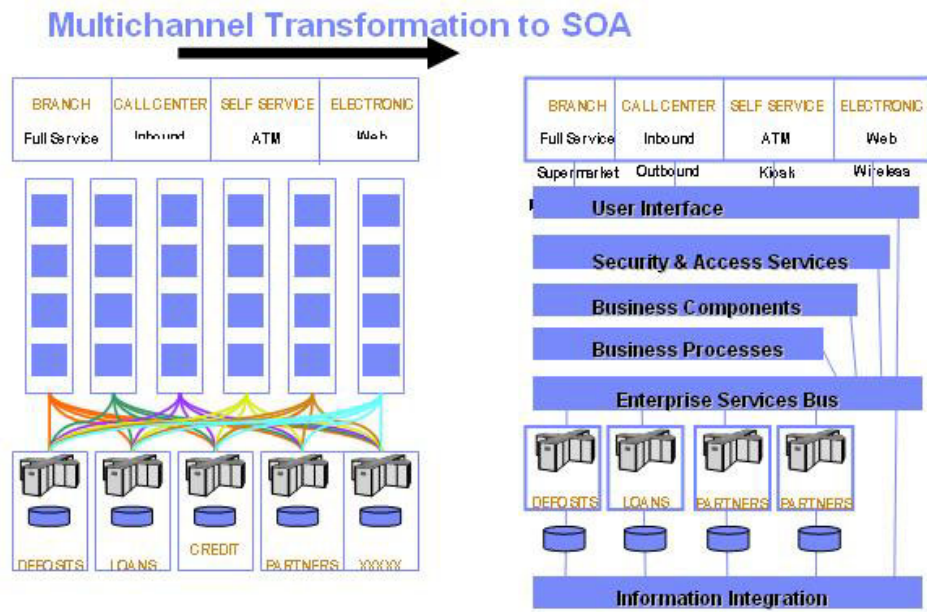 Multichannel Transformation to SOA
BRANCH CALL CENTER SELF SERVICE ELECTRONIC
Full Service Inbound ATM Web
DEPOSITS LOANS CREDIT PARTNERS XXXXX
BRANCH CALL CENTER SELF SERVICE ELECTRONIC
Full Service Inbound ATM Web
Supermarket Outbound Kiosk Wireless
User Interface
Security & Access Services
Business Components
Business Processes
Enterprise Services Bus
DEPOSITS LOANS PARTNERS PARTNERS
Information Integration